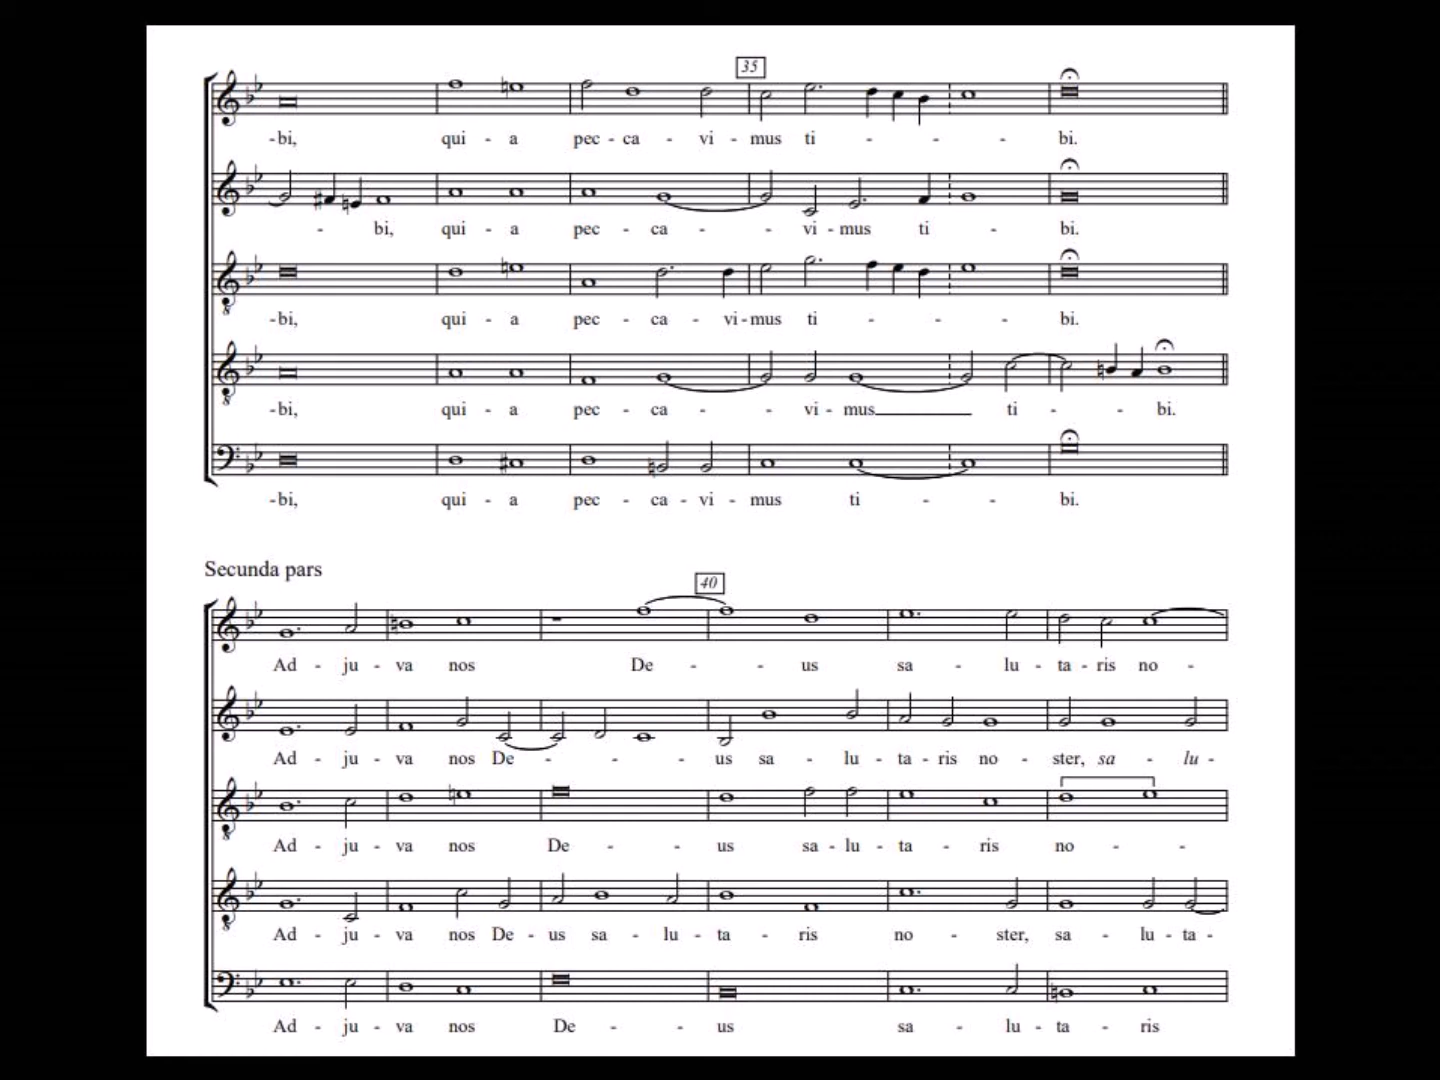 35
-bi, qui - a pec - ca - vi - mus ti - - - bi.
- bi, qui - a pec - ca - - vi - mus ti - bi.
8
-bi, qui - a pec - ca - vi - mus ti - - - bi.
8
-bi, qui - a pec - ca - - vi - mus ti - - bi.
-bi, qui - a pec - ca - vi - mus ti - - bi.
Secunda pars
40
Ad - ju - va nos De - - us sa - lu - ta - ris no -
Ad - ju - va nos De - - - us sa - lu - ta - ris no - ster, sa - lu -
8
Ad - ju - va nos De - - us sa - lu - ta - ris no - -
8
Ad - ju - va nos De - us sa - lu - ta - ris no - ster, sa - lu - ta -
Ad - ju - va nos De - - us sa - lu - ta - ris